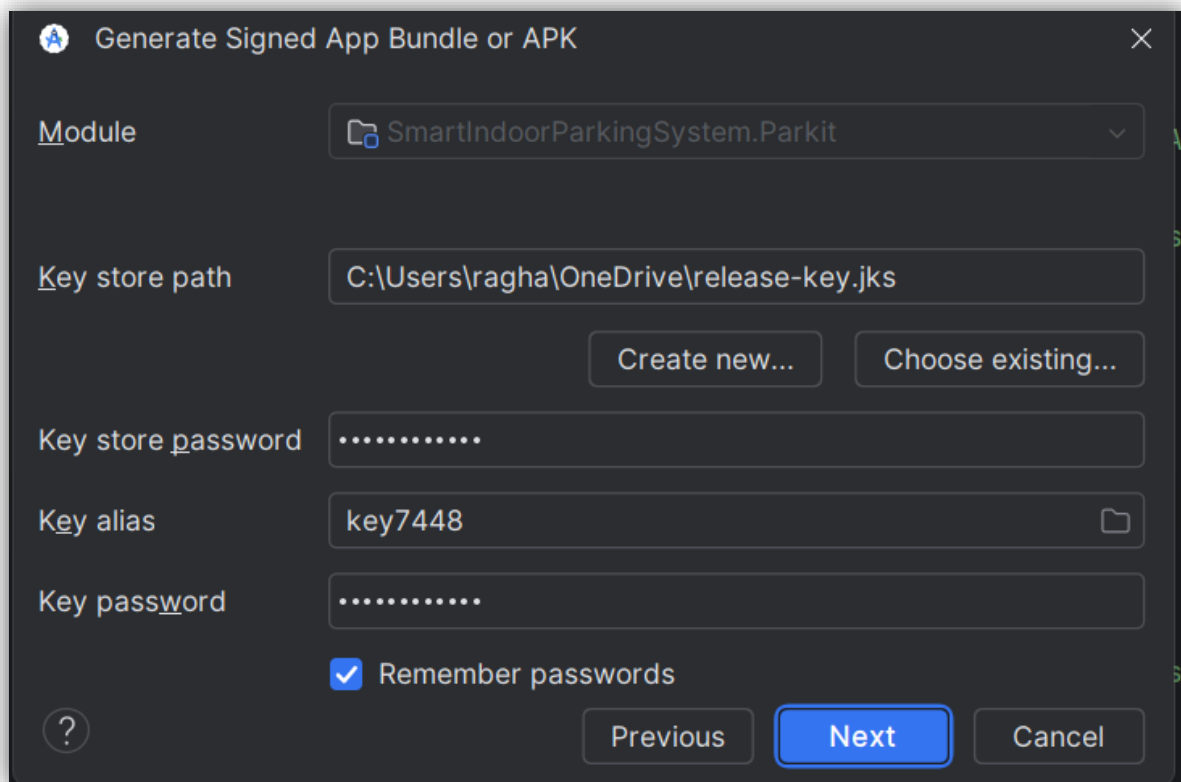 Generate Signed App Bundle or APK
Module
SmartIndoorParkingSystem.Parkit
Key store path
C:\Users\ragha\OneDrive\release-key.jks
Create new...
Choose existing...
Key store password
••••••••••••
Key alias
key7448
Key password
••••••••••••
Remember passwords
?
Previous
Next
Cancel